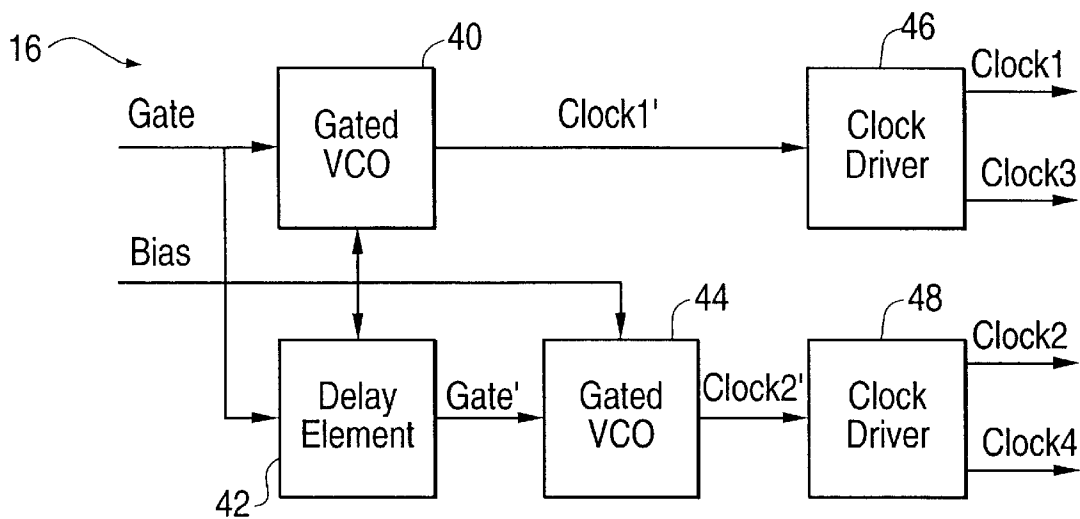 16
40
46
Gate
Gated
VCO
Clock1'
Clock
Driver
Clock1
Clock3
Bias
44
48
Delay
Element
Gate'
Gated
VCO
Clock2'
Clock
Driver
Clock2
Clock4
42